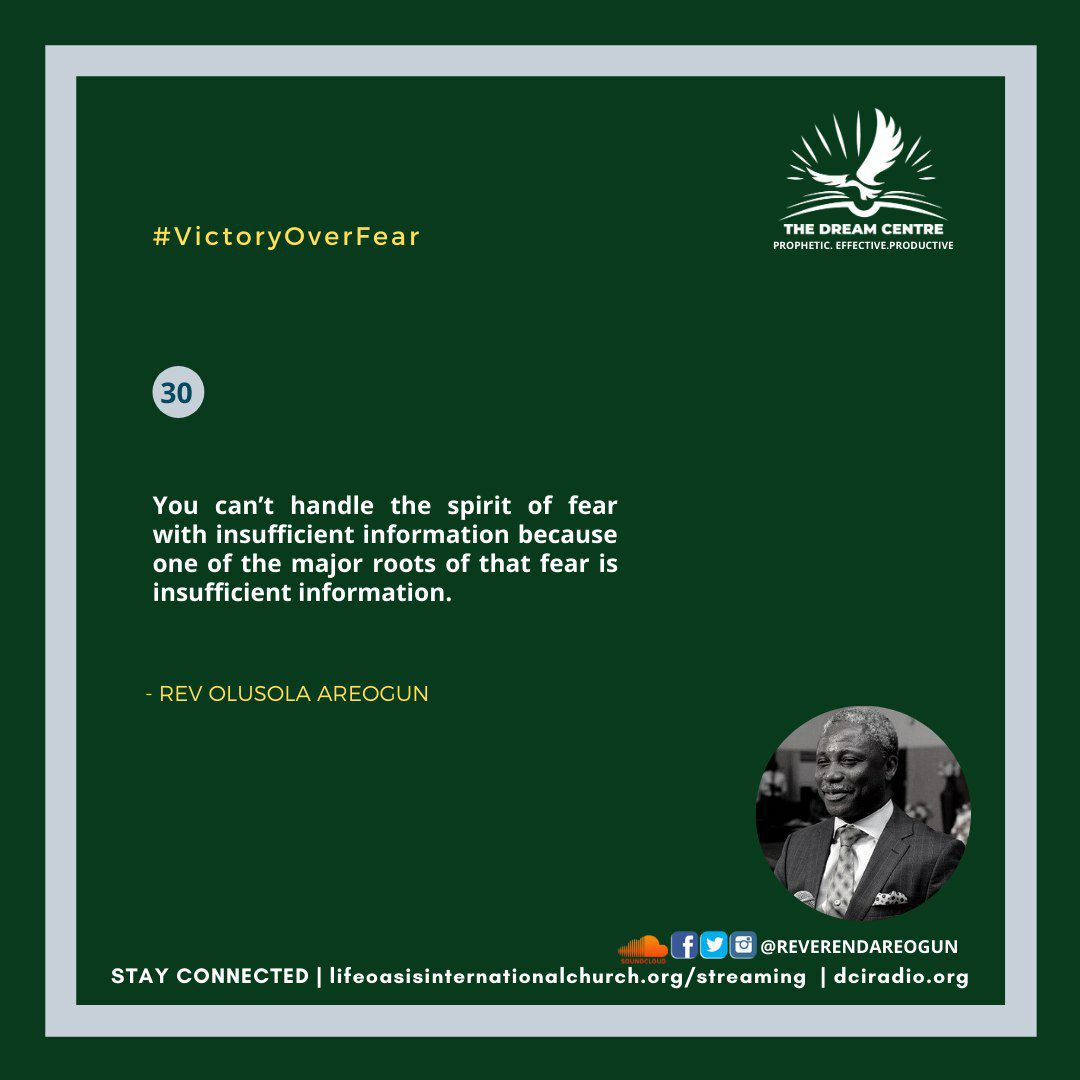 THE DREAM CENTRE
PROPHETIC. EFFECTIVE.PRODUCTIVE
#VictoryOverFear
30
You can’t handle the spirit of fear
with insufficient information because
one of the major roots of that fear is
insufficient information.
- REV OLUSOLA AREOGUN
SOUNDCLOUD
@REVERENDAREOGUN
STAY CONNECTED | lifeoasisinternationalchurch.org/streaming | dciradio.org